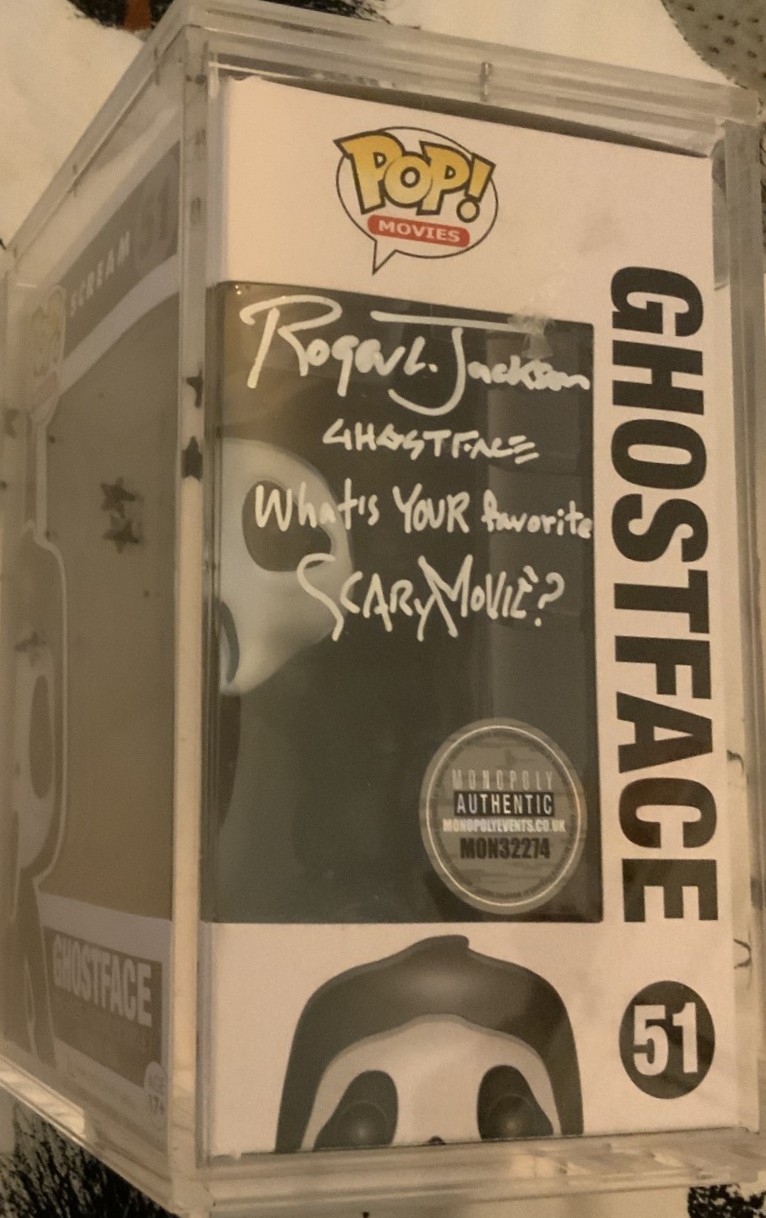 POP!
MOVIES
SCREAM
Roger L. Jackson
GHOSTFACE
What's YOUR favorite
SCARY MOVIE?
MONOPOLY
AUTHENTIC
MONOPOLYEVENTS.CO.UK
MON32274
GHOSTFACE
51
GHOSTFACE
17+